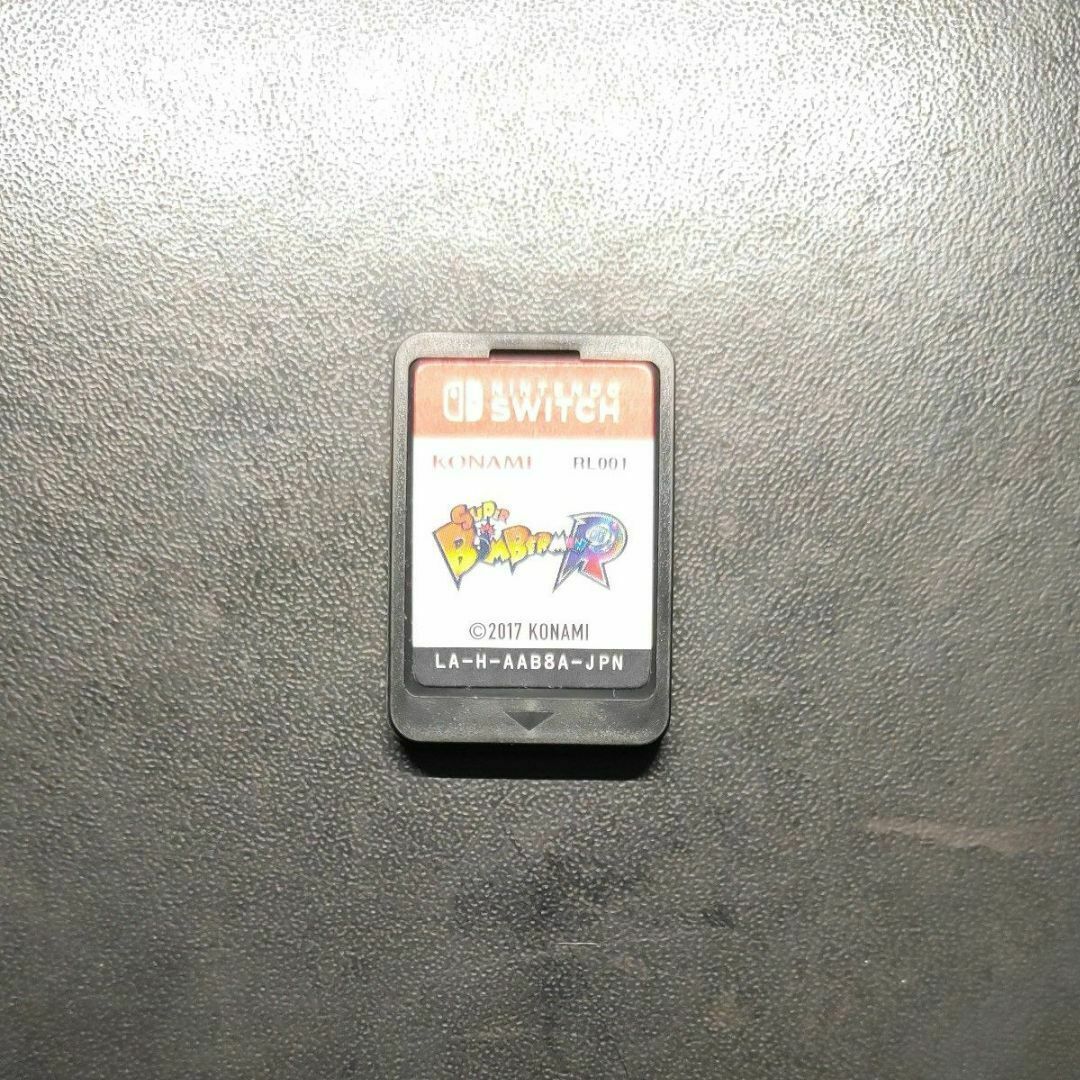 NINTENDO
SWITCH
KONAMI RL001
SUPER
BOMBERMAN R
©2017 KONAMI
LA-H-AAB8A-JPN